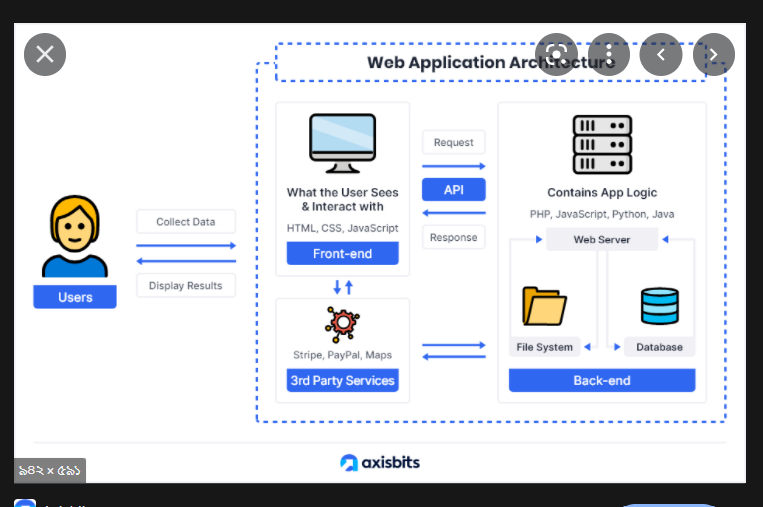 Web Application Architecture
What the User Sees
& Interact with
HTML, CSS, JavaScript
Front-end
Request
API
Response
Contains App Logic
PHP, JavaScript, Python, Java
Web Server
File System
Database
Back-end
Collect Data
Display Results
Users
Stripe, PayPal, Maps
3rd Party Services
axisbits
৯৪২ x ৫৯১